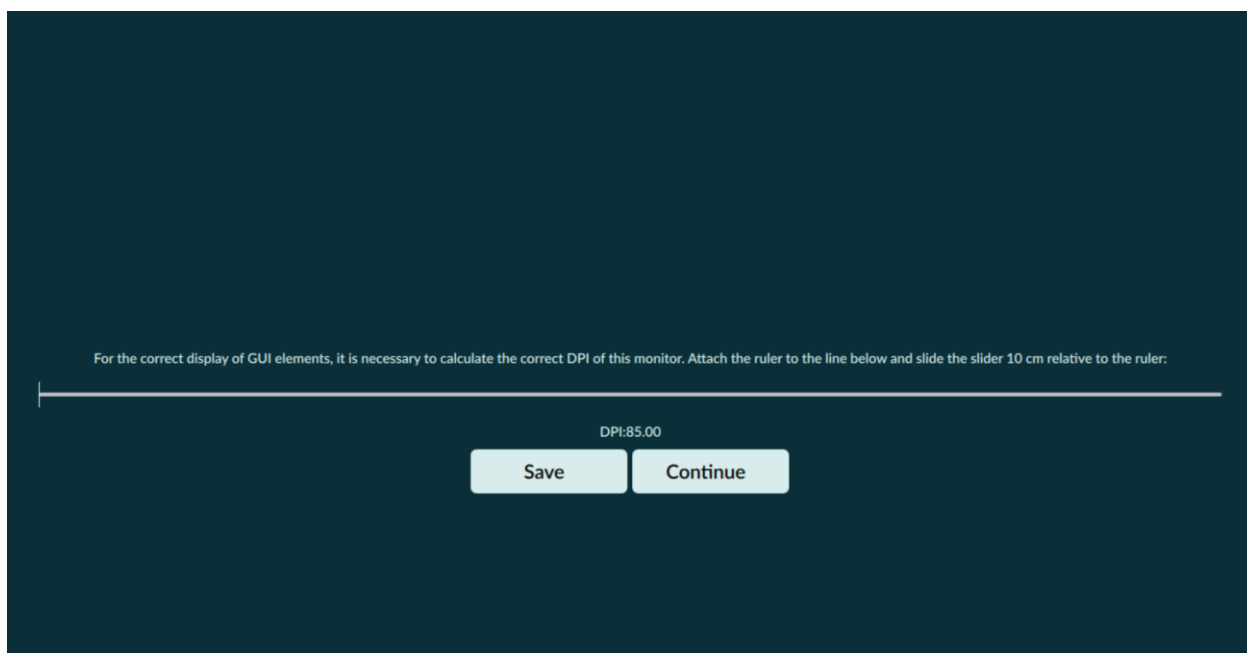 For the correct display of GUI elements, it is necessary to calculate the correct DPI of this monitor. Attach the ruler to the line below and slide the slider 10 cm relative to the ruler:
DPI:85.00
Save
Continue